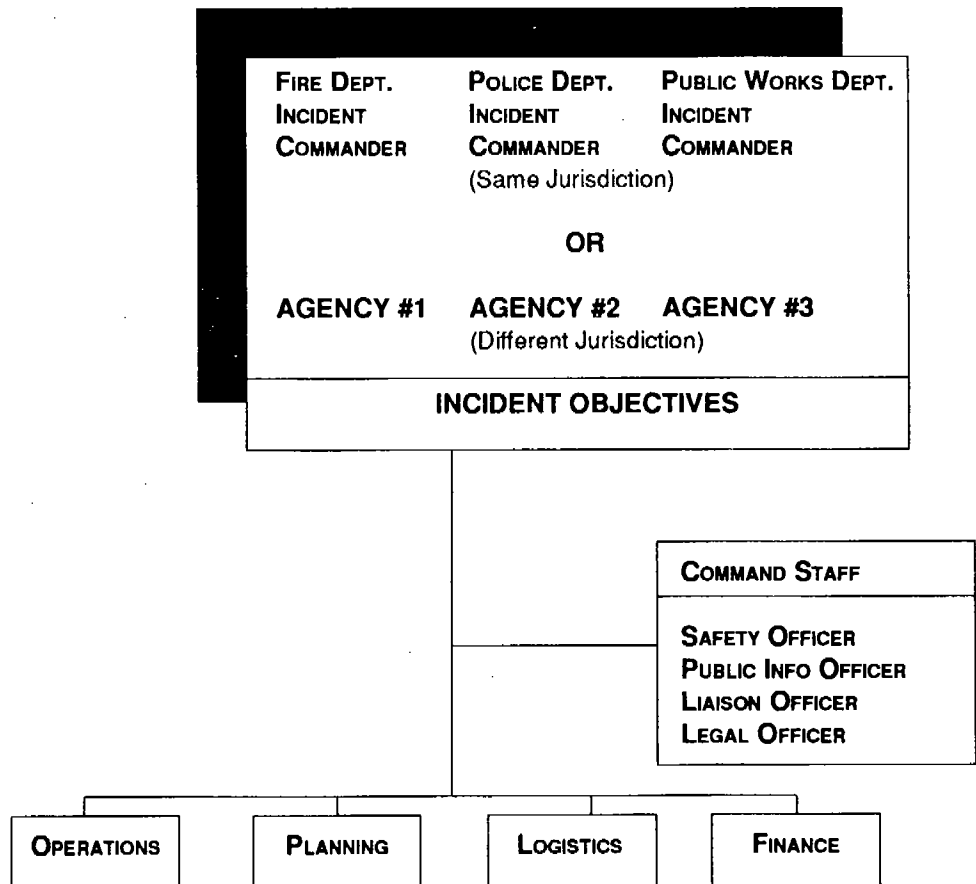 FIRE DEPT. POLICE DEPT. PUBLIC WORKS DEPT.
INCIDENT INCIDENT INCIDENT
COMMANDER COMMANDER COMMANDER
(Same Jurisdiction)
OR
AGENCY #1 AGENCY #2 AGENCY #3
(Different Jurisdiction)
INCIDENT OBJECTIVES
COMMAND STAFF
SAFETY OFFICER
PUBLIC INFO OFFICER
LIAISON OFFICER
LEGAL OFFICER
OPERATIONS PLANNING LOGISTICS FINANCE